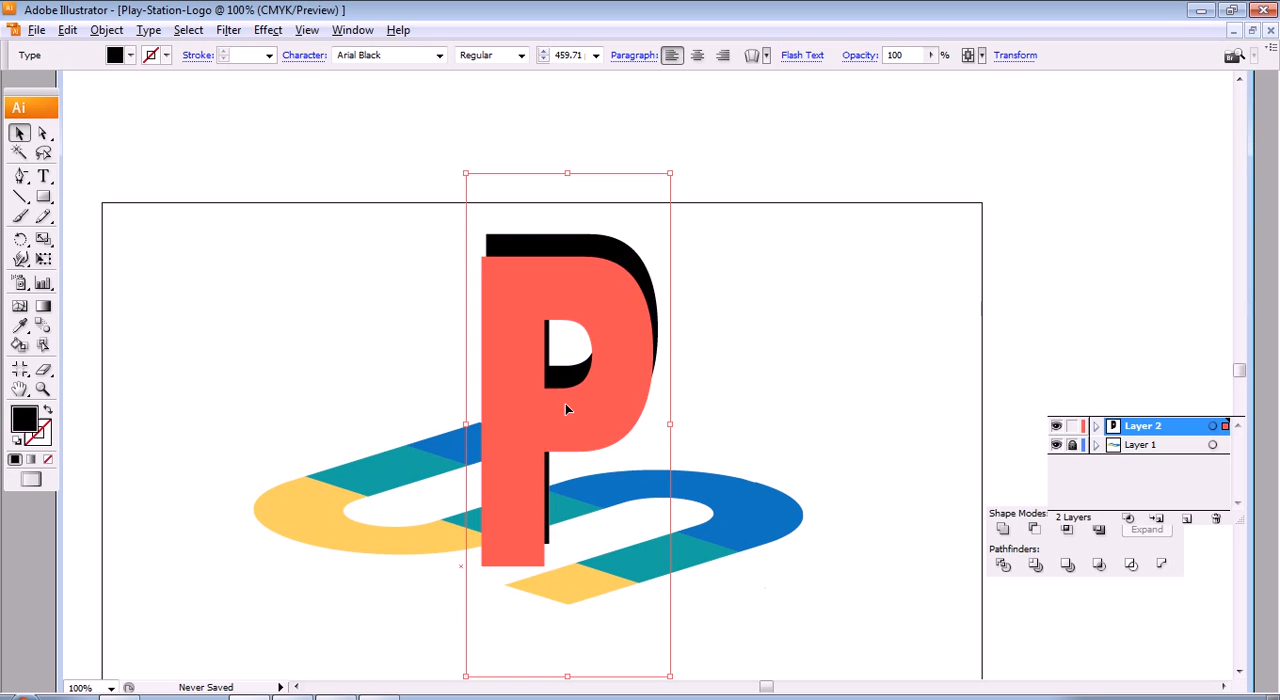 Adobe Illustrator - [Play-Station-Logo @ 100% (CMYK/Preview) ]
File Edit Object Type Select Filter Effect View Window Help
Type Stroke: Character: Arial Black Regular 459.71 Paragraph: Flash Text Opacity: 100 % Transform
Ai
T
P
Layer 2
Layer 1
2 Layers
Shape Modes:
Expand
Pathfinders:
100% Never Saved